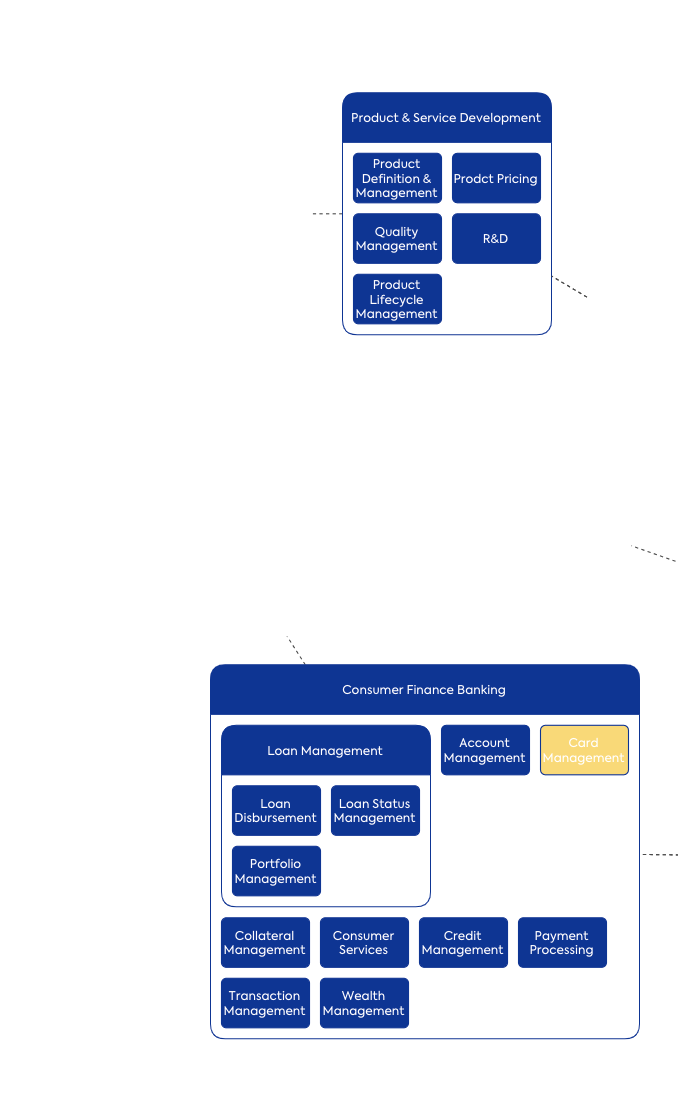 Product & Service Development
Product
Definition &
Management
Prodct Pricing
Quality
Management
R&D
Product
Lifecycle
Management
Consumer Finance Banking
Loan Management
Account
Management
Card
Management
Loan
Disbursement
Loan Status
Management
Portfolio
Management
Collateral
Management
Consumer
Services
Credit
Management
Payment
Processing
Transaction
Management
Wealth
Management